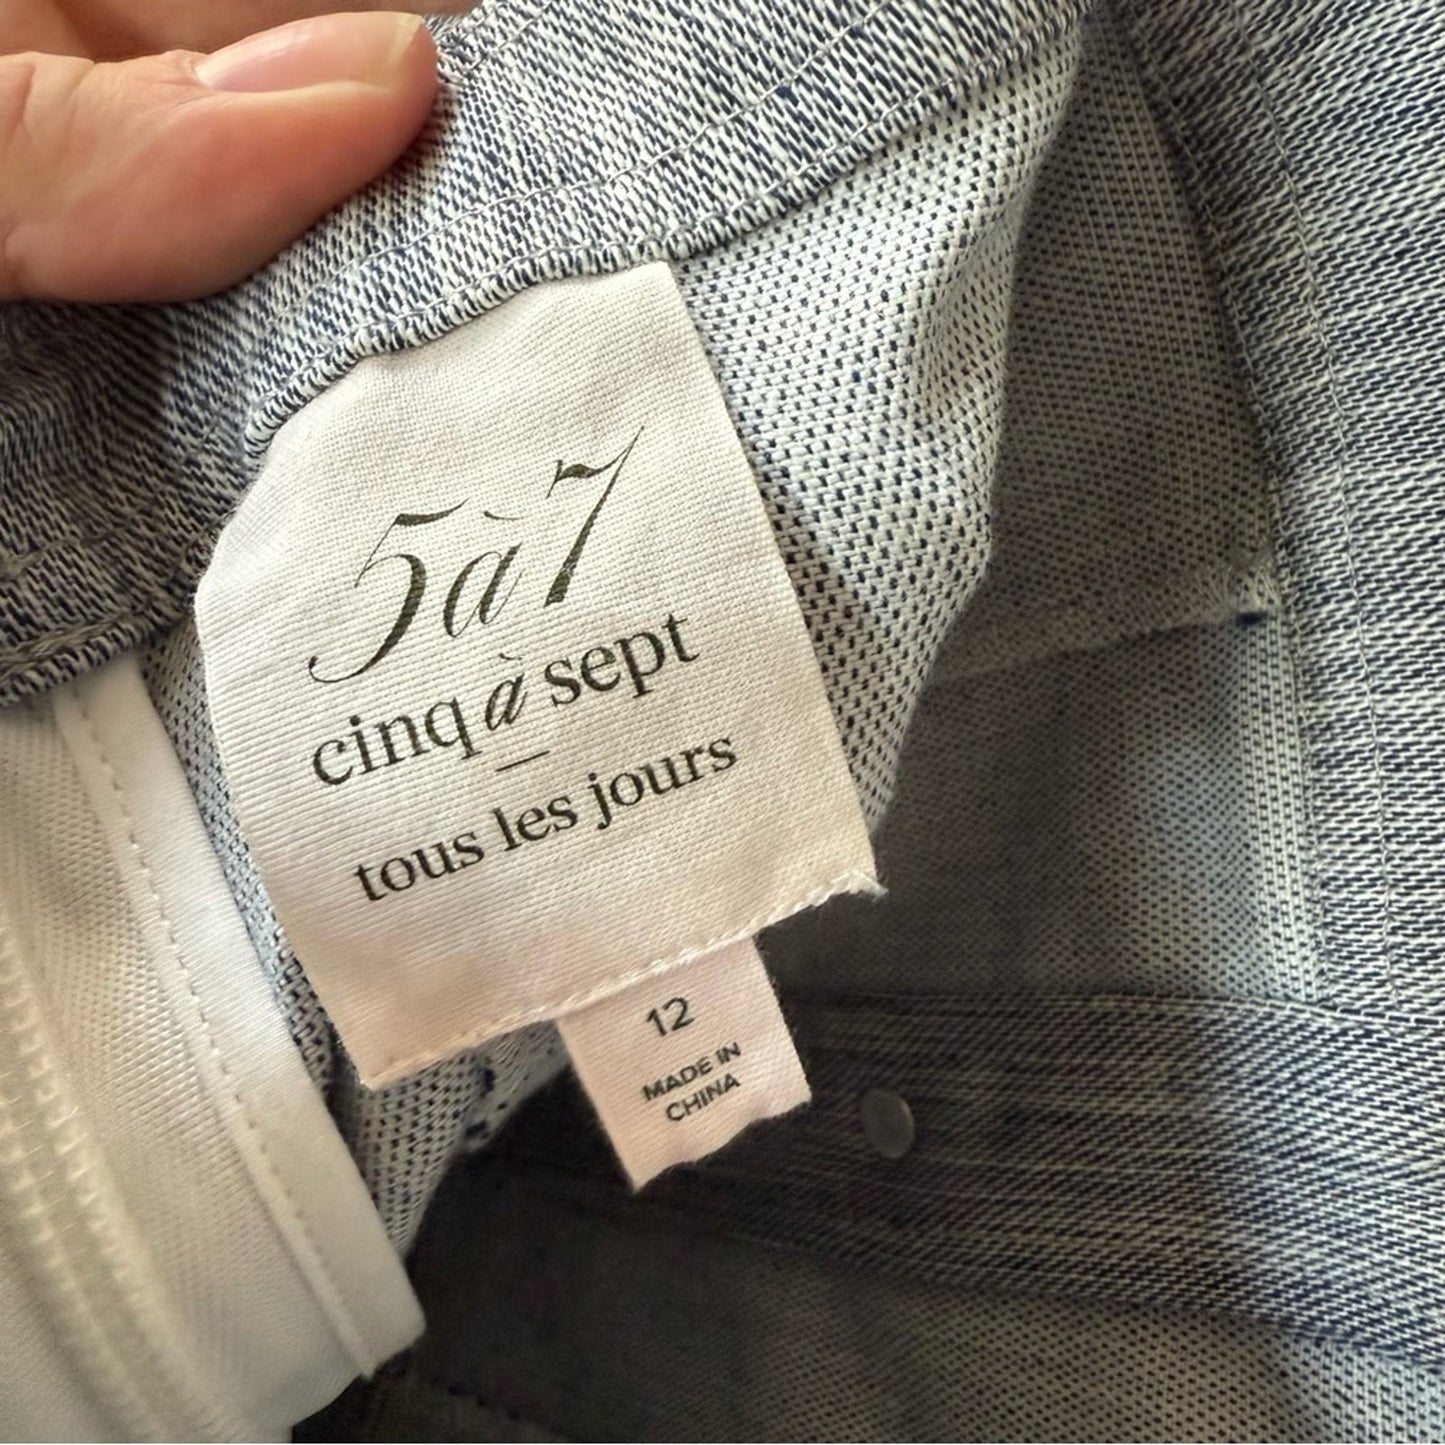 5à7
cinq à sept
tous les jours
12
MADE IN
CHINA